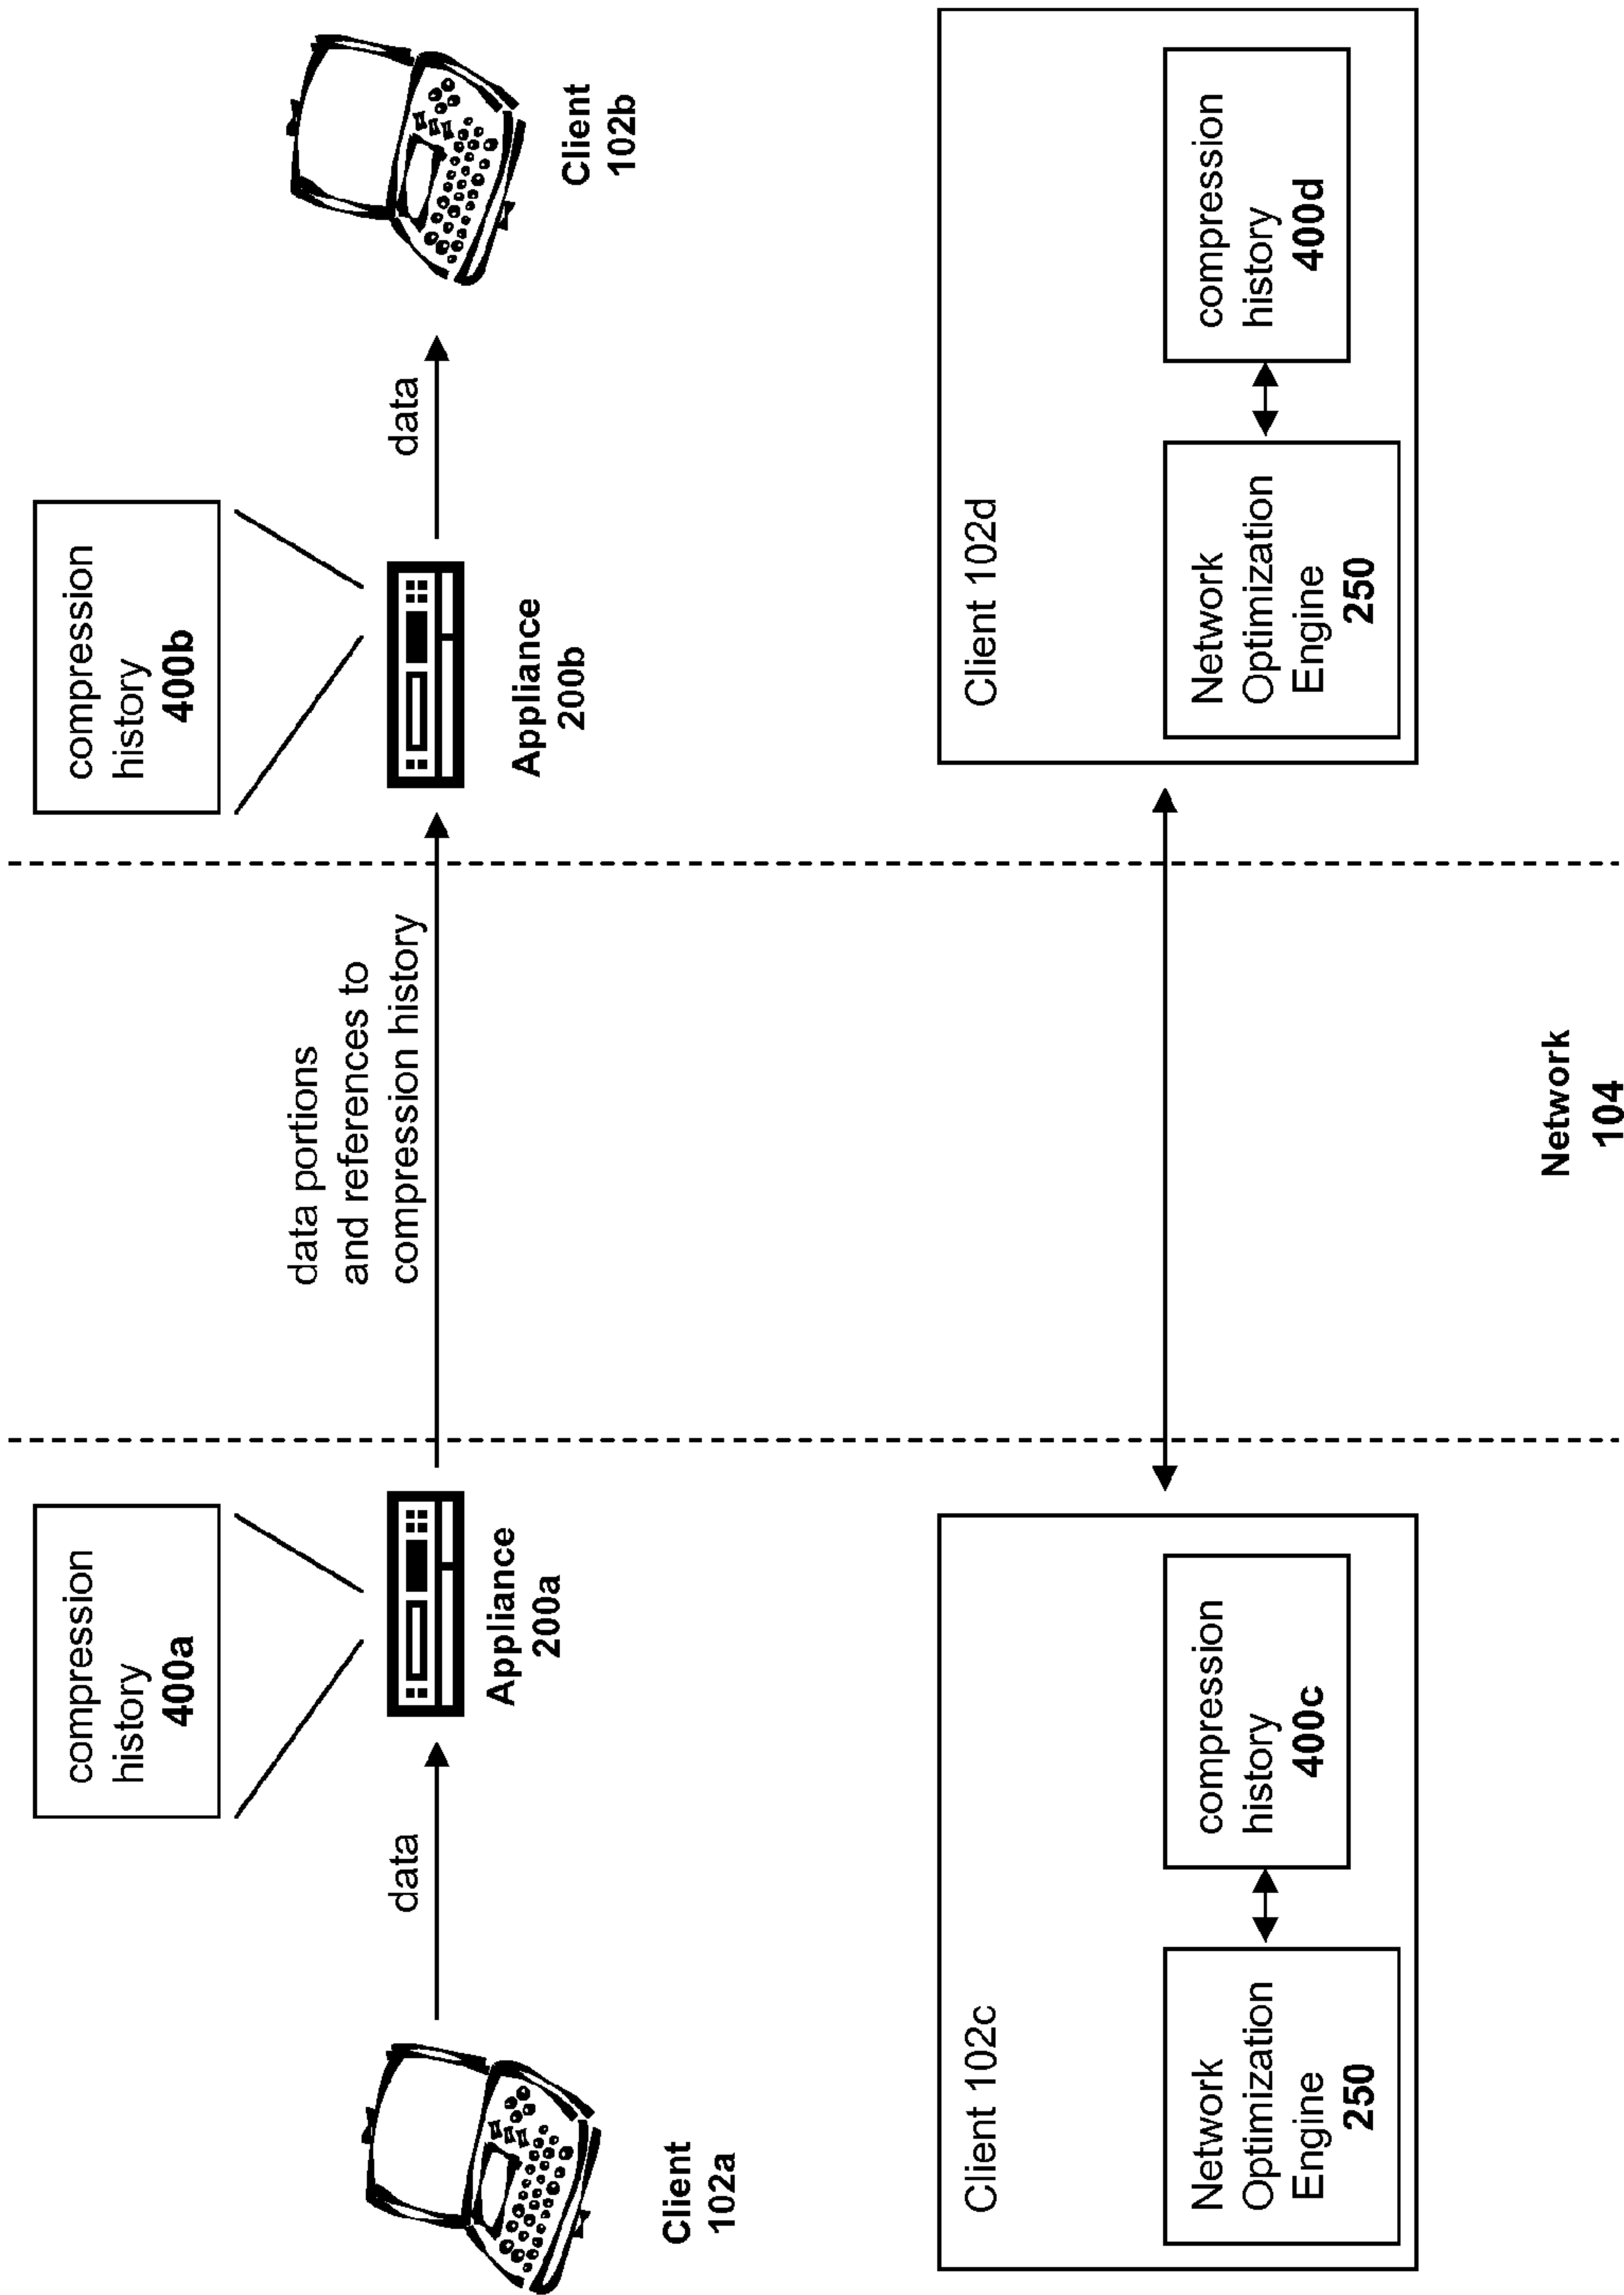 compression
history
400a
compression
history
400b
data
data portions
and references to
compression history
data
Client
102a
Appliance
200a
Appliance
200b
Client
102b
Client 102c
Network
Optimization
Engine
250
compression
history
400c
Client 102d
Network
Optimization
Engine
250
compression
history
400d
Network
104